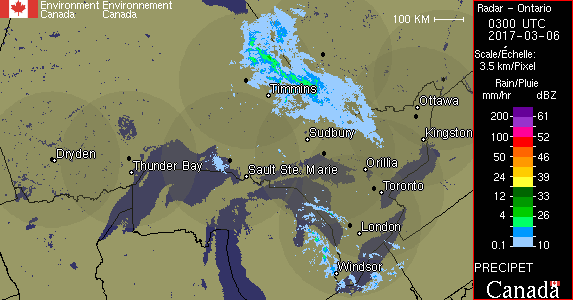 Environment Environnement
Canada Canada
100 KM
Timmins
Ottawa
Sudbury
Kingston
Dryden
Thunder Bay
Sault Ste. Marie
Orillia
Toronto
London
Windsor
Radar - Ontario
0300 UTC
2017-03-06
Scale/Échelle:
3.5 km/Pixel
Rain/Pluie
mm/hr dBZ
200 61
100 52
50 46
24 39
12 33
4 26
0.1 10
PRECIPET
Canada